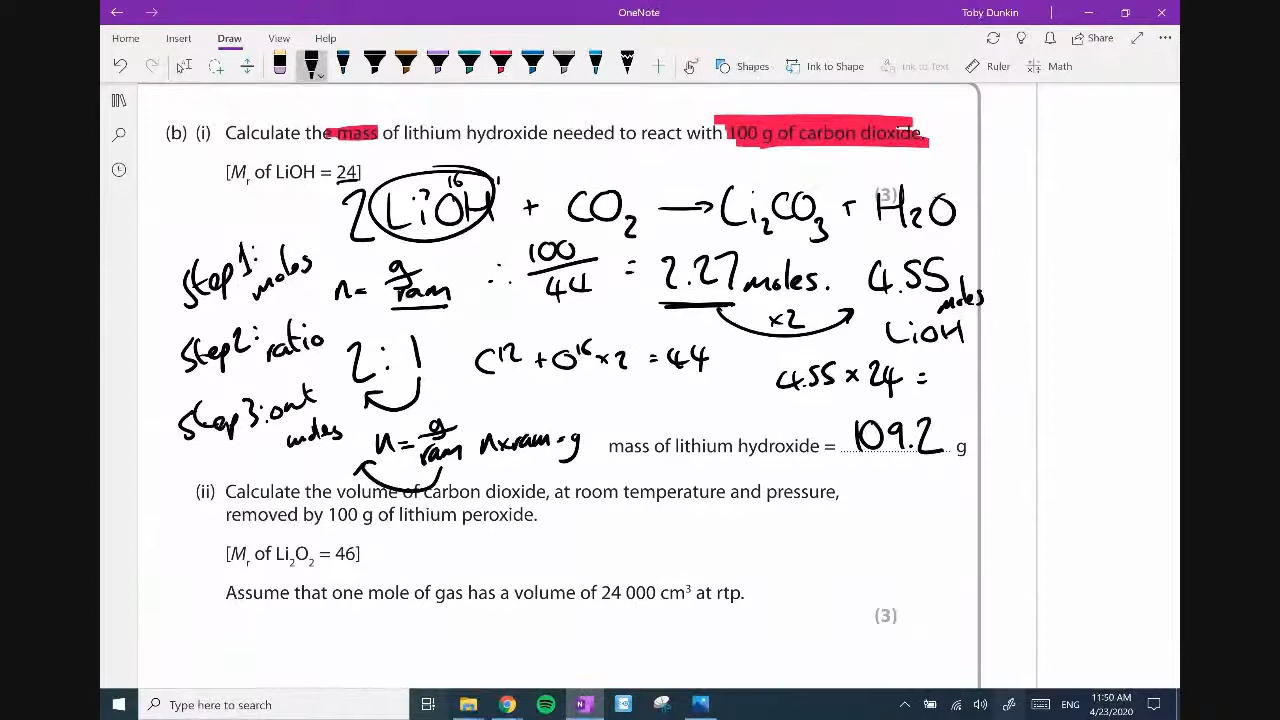 OneNote
Toby Dunkin
Home Insert Draw View Help
Share
Shapes Ink to Shape Ink to Text Ruler Math
(b) (i) Calculate the mass of lithium hydroxide needed to react with 100 g of carbon dioxide.
[Mr of LiOH = 24]
(3)
2 Li⁷O¹⁶H¹ + CO₂ → Li₂CO₃ + H₂O
Step 1: moles n = g/ram ∴ 100/44 = 2.27 moles. ×2 4.55 moles LiOH
Step 2: ratio 2 : 1 C¹² + O¹⁶ × 2 = 44
4.55 × 24 =
Step 3: out moles n = g/ram n×ram = g
mass of lithium hydroxide = 109.2 g
(ii) Calculate the volume of carbon dioxide, at room temperature and pressure,
removed by 100 g of lithium peroxide.
[Mr of Li₂O₂ = 46]
Assume that one mole of gas has a volume of 24 000 cm³ at rtp.
(3)
Type here to search
ENG
11:50 AM
4/23/2020